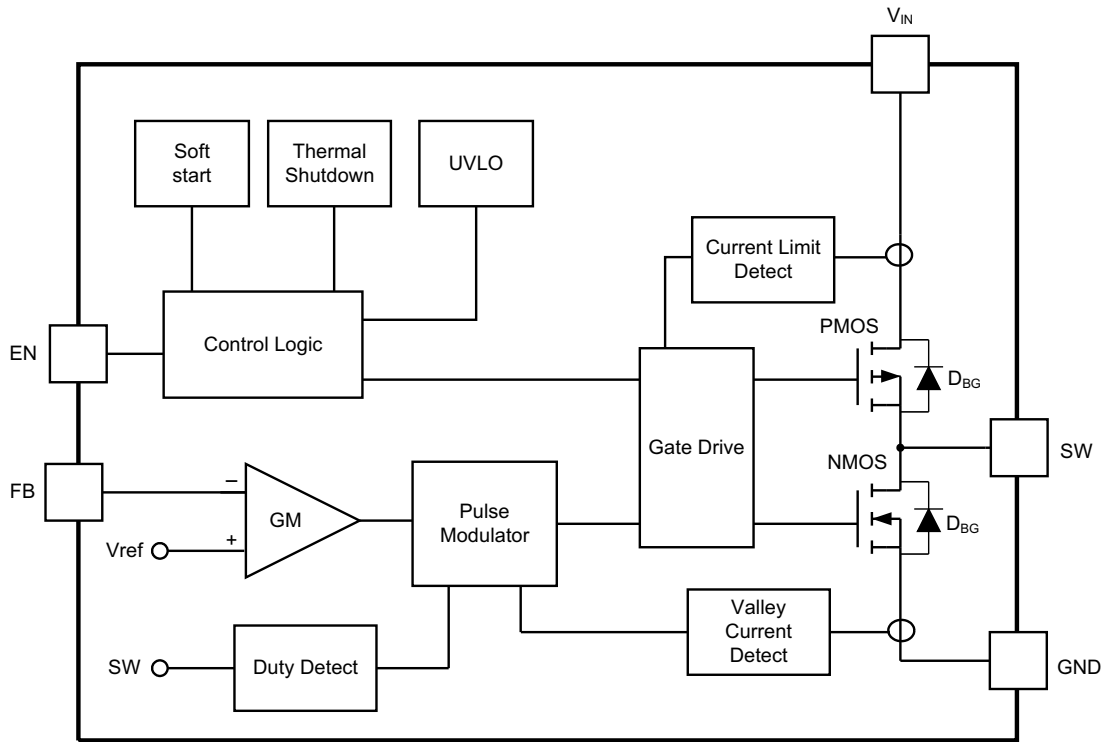 VIN
Soft
start
Thermal
Shutdown
UVLO
Current Limit
Detect
PMOS
EN
Control Logic
DBG
Gate Drive
SW
NMOS
FB
–
GM
Pulse
Modulator
DBG
Vref
+
Valley
Current
Detect
SW
Duty Detect
GND